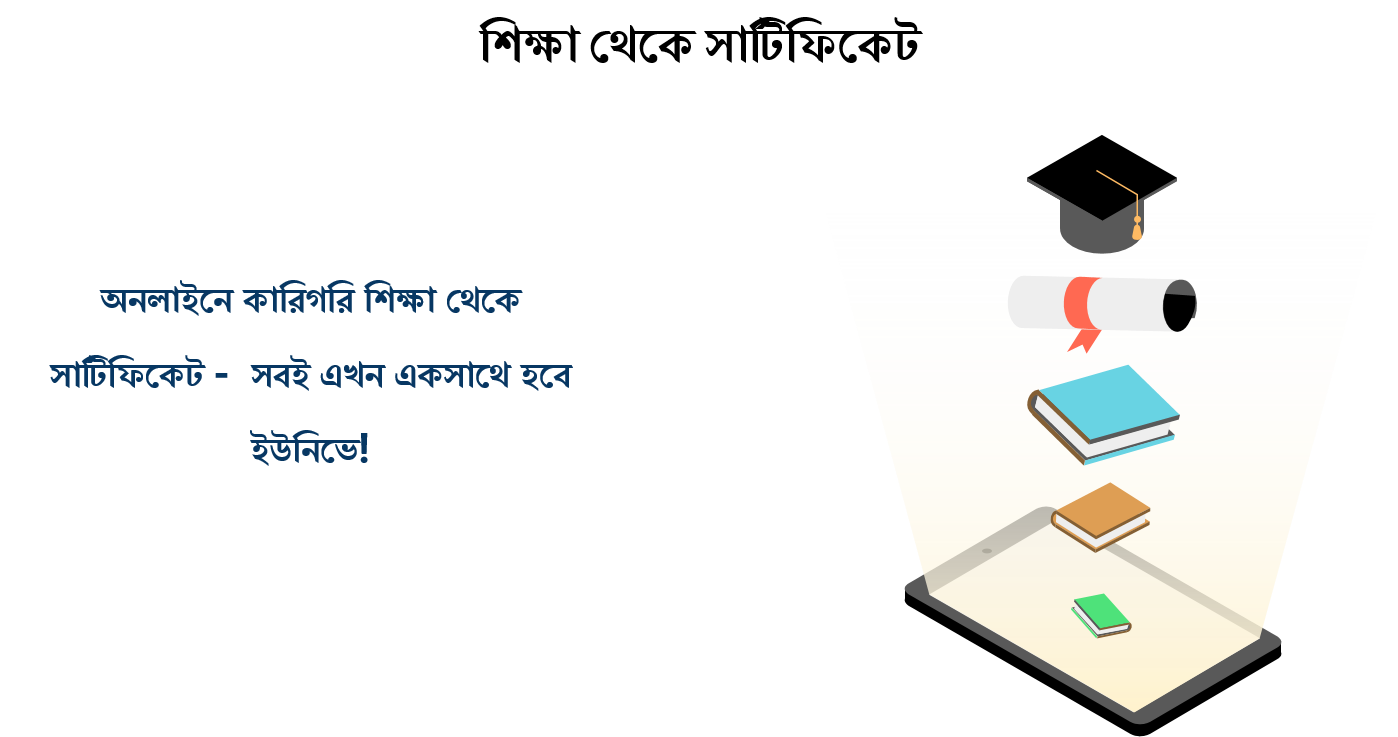 শিক্ষা থেকে সার্টিফিকেট
অনলাইনে কারিগরি শিক্ষা থেকে
সার্টিফিকেট - সবই এখন একসাথে হবে
ইউনিভে!